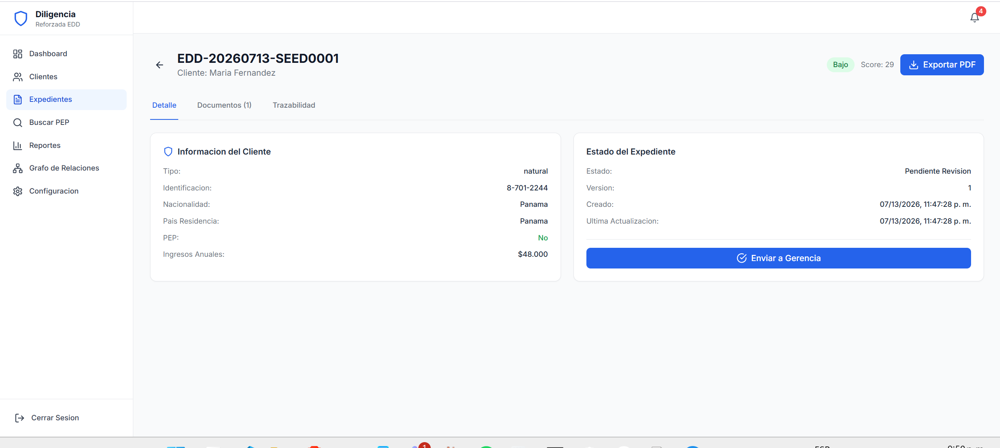 Diligencia
Reforzada EDD
4
Dashboard
Clientes
Expedientes
Buscar PEP
Reportes
Grafo de Relaciones
Configuracion
Cerrar Sesion
EDD-20260713-SEED0001
Cliente: Maria Fernandez
Bajo
Score: 29
Exportar PDF
Detalle
Documentos (1)
Trazabilidad
Informacion del Cliente
Tipo: natural
Identificacion: 8-701-2244
Nacionalidad: Panama
Pais Residencia: Panama
PEP: No
Ingresos Anuales: $48.000
Estado del Expediente
Estado: Pendiente Revision
Version: 1
Creado: 07/13/2026, 11:47:28 p. m.
Ultima Actualizacion: 07/13/2026, 11:47:28 p. m.
Enviar a Gerencia